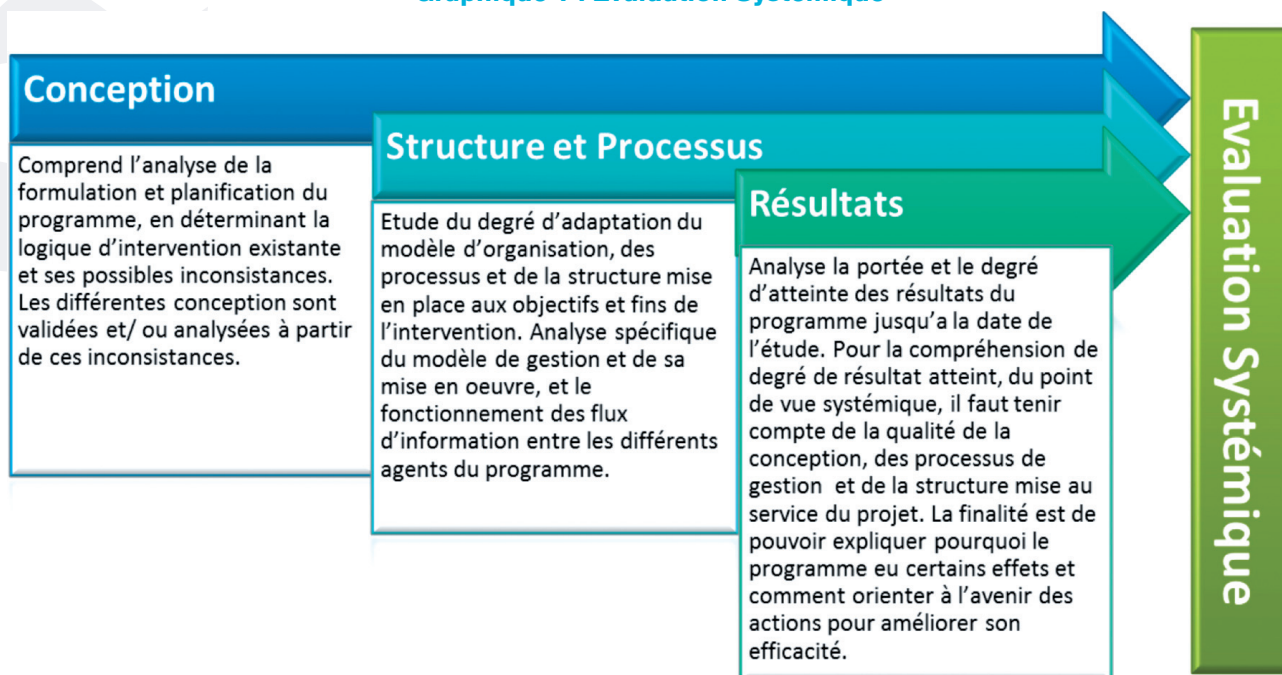 Conception
Comprend l'analyse de la
formulation et planification du
programme, en déterminant la
logique d'intervention existante
et ses possibles inconsistances.
Les différentes conception sont
validées et/ ou analysées à partir
de ces inconsistances.
Structure et Processus
Etude du degré d'adaptation du
modèle d'organisation, des
processus et de la structure mise
en place aux objectifs et fins de
l'intervention. Analyse spécifique
du modèle de gestion et de sa
mise en oeuvre, et le
fonctionnement des flux
d'information entre les différents
agents du programme.
Résultats
Analyse la portée et le degré
d'atteinte des résultats du
programme jusqu'a la date de
l'étude. Pour la compréhension de
degré de résultat atteint, du point
de vue systémique, il faut tenir
compte de la qualité de la
conception, des processus de
gestion et de la structure mise au
service du projet. La finalité est de
pouvoir expliquer pourquoi le
programme eu certains effets et
comment orienter à l'avenir des
actions pour améliorer son
efficacité.
Evaluation Systémique